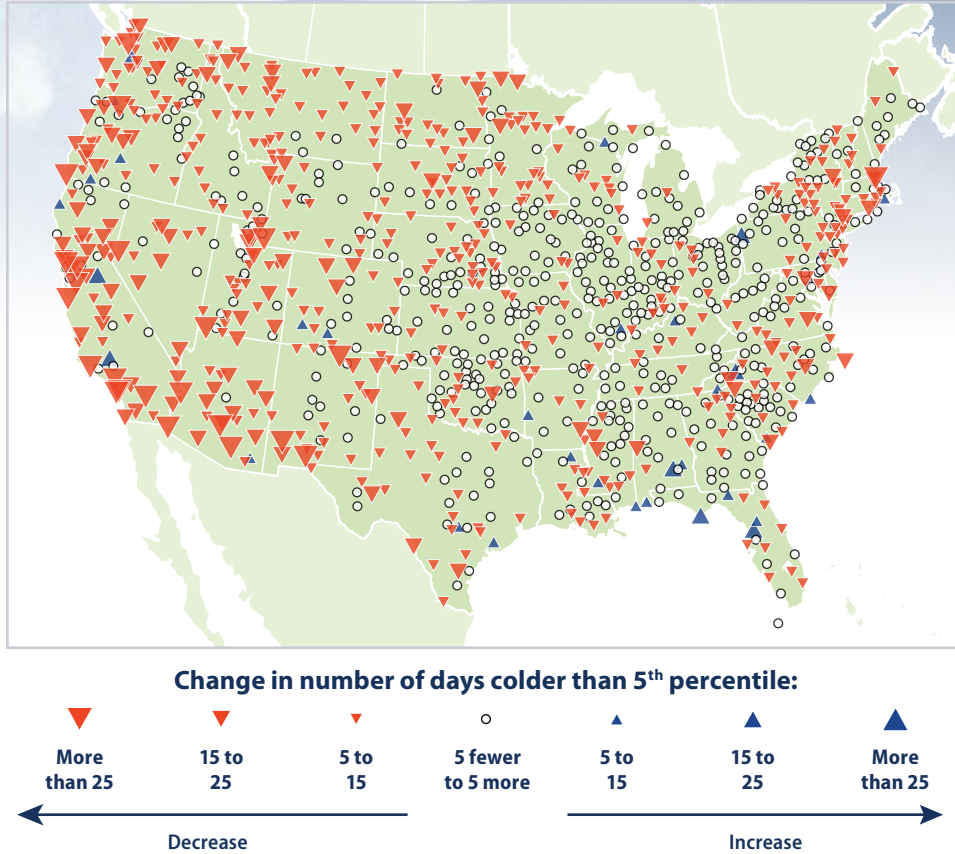 Change in number of days colder than 5th percentile:
More than 25
15 to 25
5 to 15
5 fewer to 5 more
5 to 15
15 to 25
More than 25
Decrease
Increase